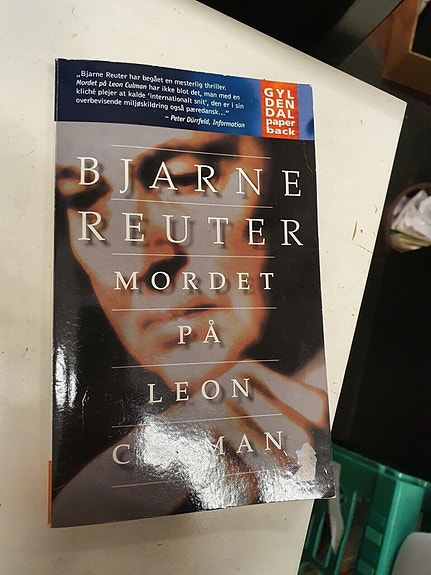 „Bjarne Reuter har begået en mesterlig thriller.
Mordet på Leon Culman har ikke blot det, man med en
kliché plejer at kalde 'internationalt snit', den er i sin
overbevisende miljøskildring også pæredansk...”
– Peter Dürrfeld, Information
GYL
DEN
DAL
paper
back
BJARNE
REUTER
MORDET
PÅ
LEON
CULMAN